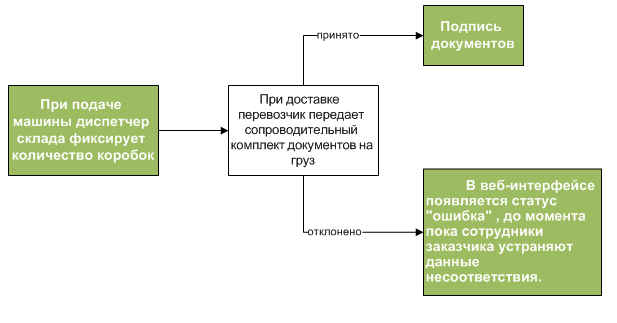 При подаче
машины диспетчер
склада фиксирует
количество коробок
При доставке
перевозчик передает
сопроводительный
комплект документов на
груз
принято
Подпись
документов
отклонено
В веб-интерфейсе
появляется статус
"ошибка" , до момента
пока сотрудники
заказчика устраняют
данные
несоответствия.